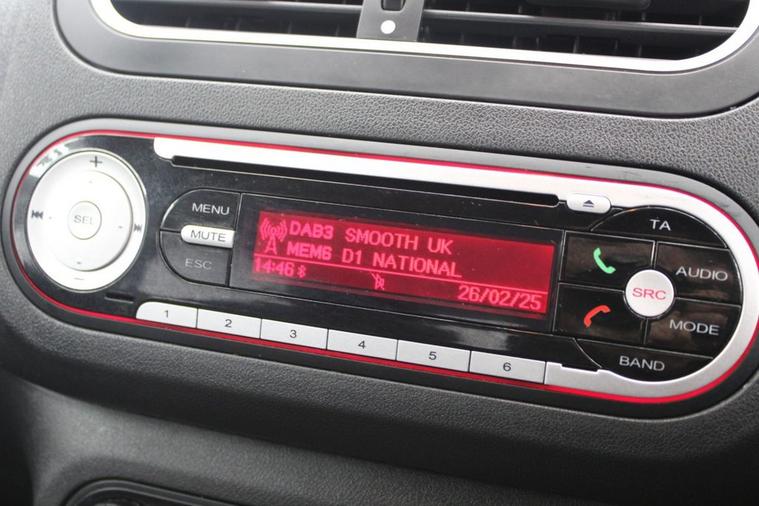 +
SEL
-
MENU
MUTE
ESC
DAB3 SMOOTH UK
MEM6 D1 NATIONAL
14:46 26/02/25
TA
AUDIO
SRC
MODE
BAND
1 2 3 4 5 6